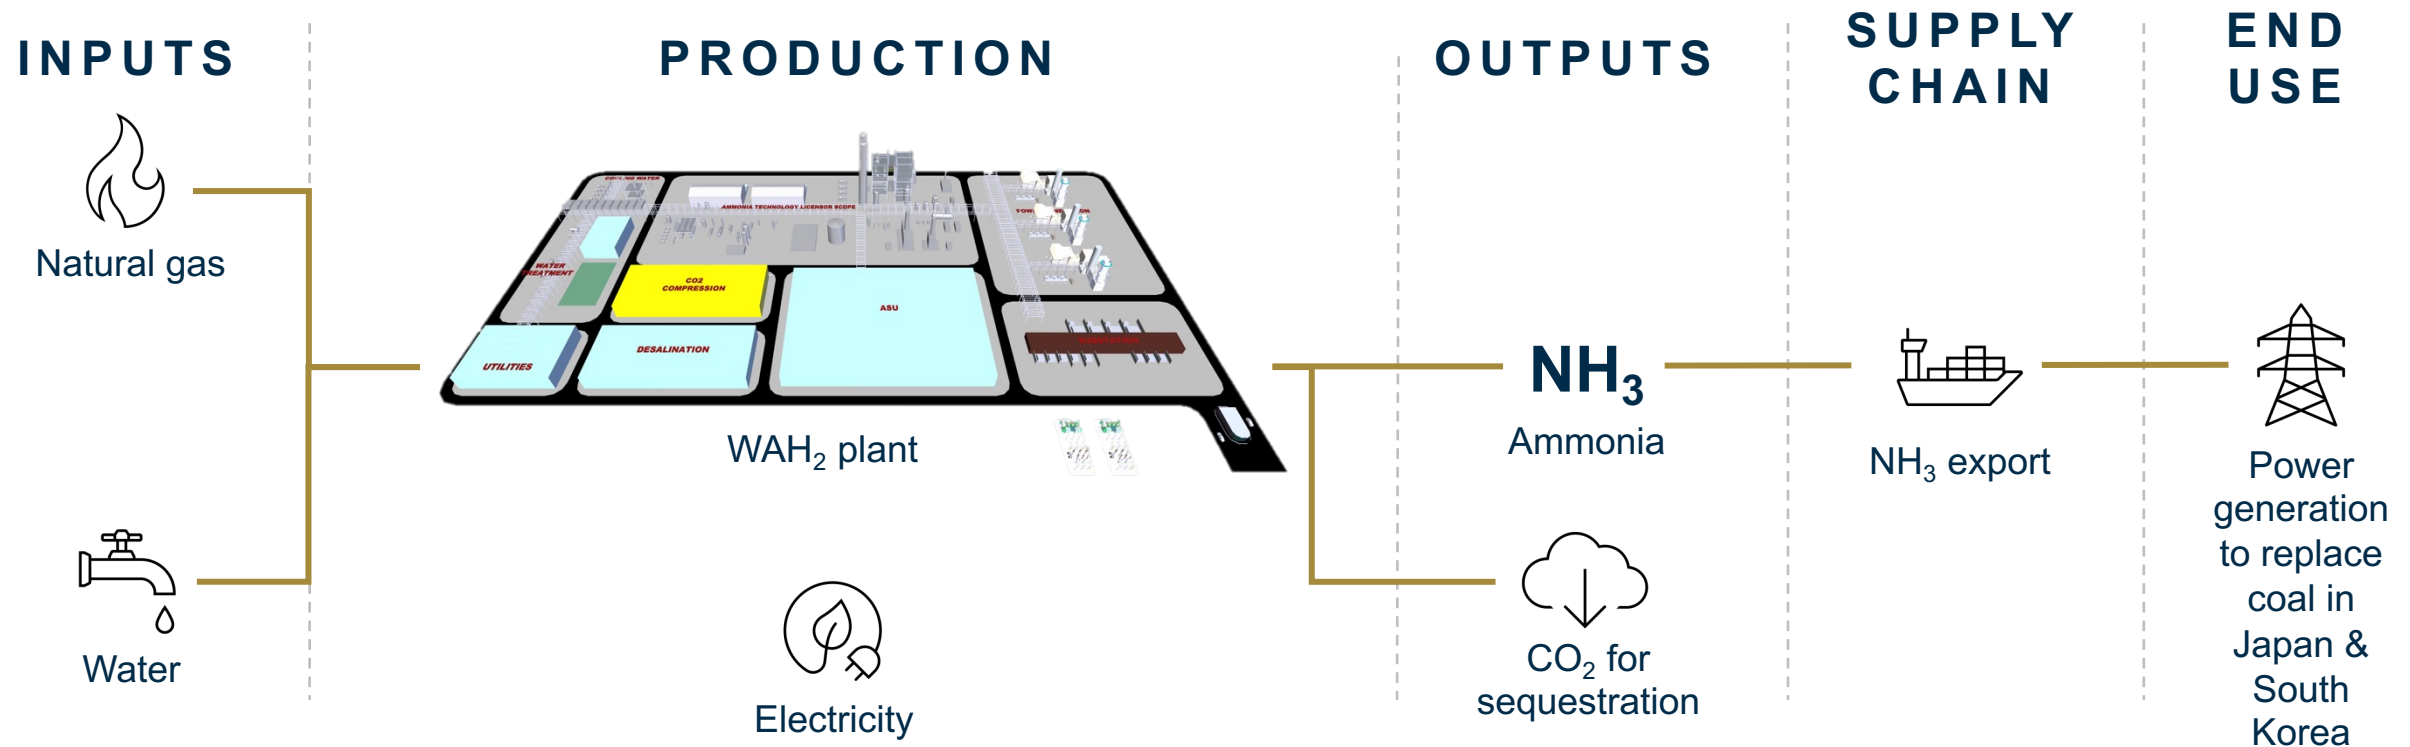 INPUTS
PRODUCTION
OUTPUTS
SUPPLY
CHAIN
END
USE
Natural gas
Water
COOLING WATER
AMMONIA TECHNOLOGY LICENSOR SCOPE
WATER
TREATMENT
CO2
COMPRESSION
ASU
UTILITIES
DESALINATION
SUBSTATION
WAH₂ plant
Electricity
NH₃
Ammonia
CO₂ for
sequestration
NH₃ export
Power
generation
to replace
coal in
Japan &
South
Korea